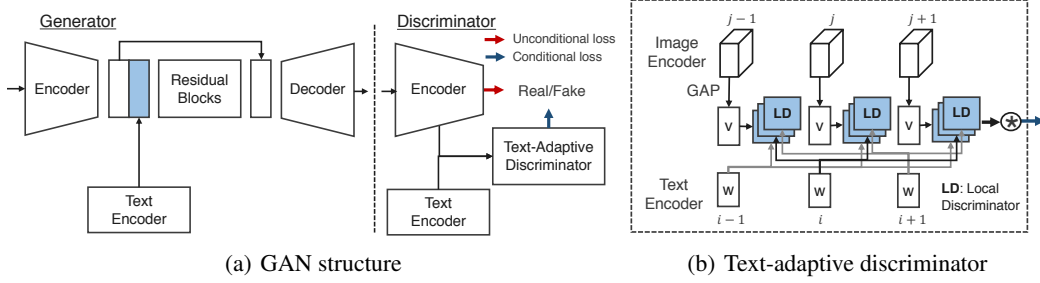 Generator
Encoder
Residual
Blocks
Decoder
Text
Encoder
Discriminator
Unconditional loss
Conditional loss
Encoder
Real/Fake
Text-Adaptive
Discriminator
Text
Encoder
(a) GAN structure
j − 1
j
j + 1
Image
Encoder
GAP
V
LD
V
LD
V
LD
*
Text
Encoder
W
W
W
LD: Local
Discriminator
i − 1
i
i + 1
(b) Text-adaptive discriminator